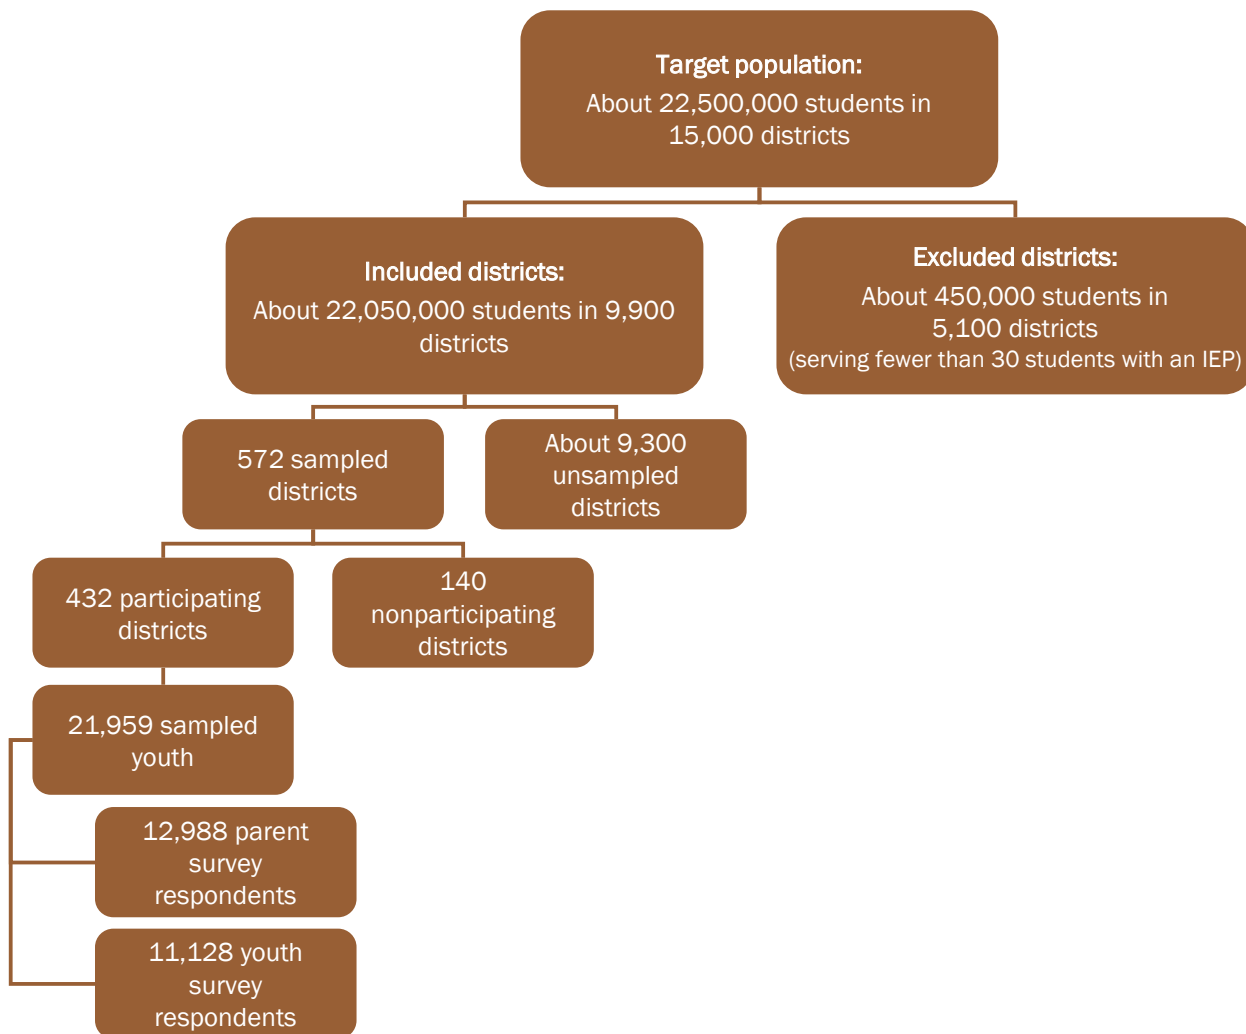 Target population:
About 22,500,000 students in
15,000 districts
Included districts:
About 22,050,000 students in 9,900
districts
Excluded districts:
About 450,000 students in
5,100 districts
(serving fewer than 30 students with an IEP)
572 sampled
districts
About 9,300
unsampled
districts
432 participating
districts
140
nonparticipating
districts
21,959 sampled
youth
12,988 parent
survey
respondents
11,128 youth
survey
respondents